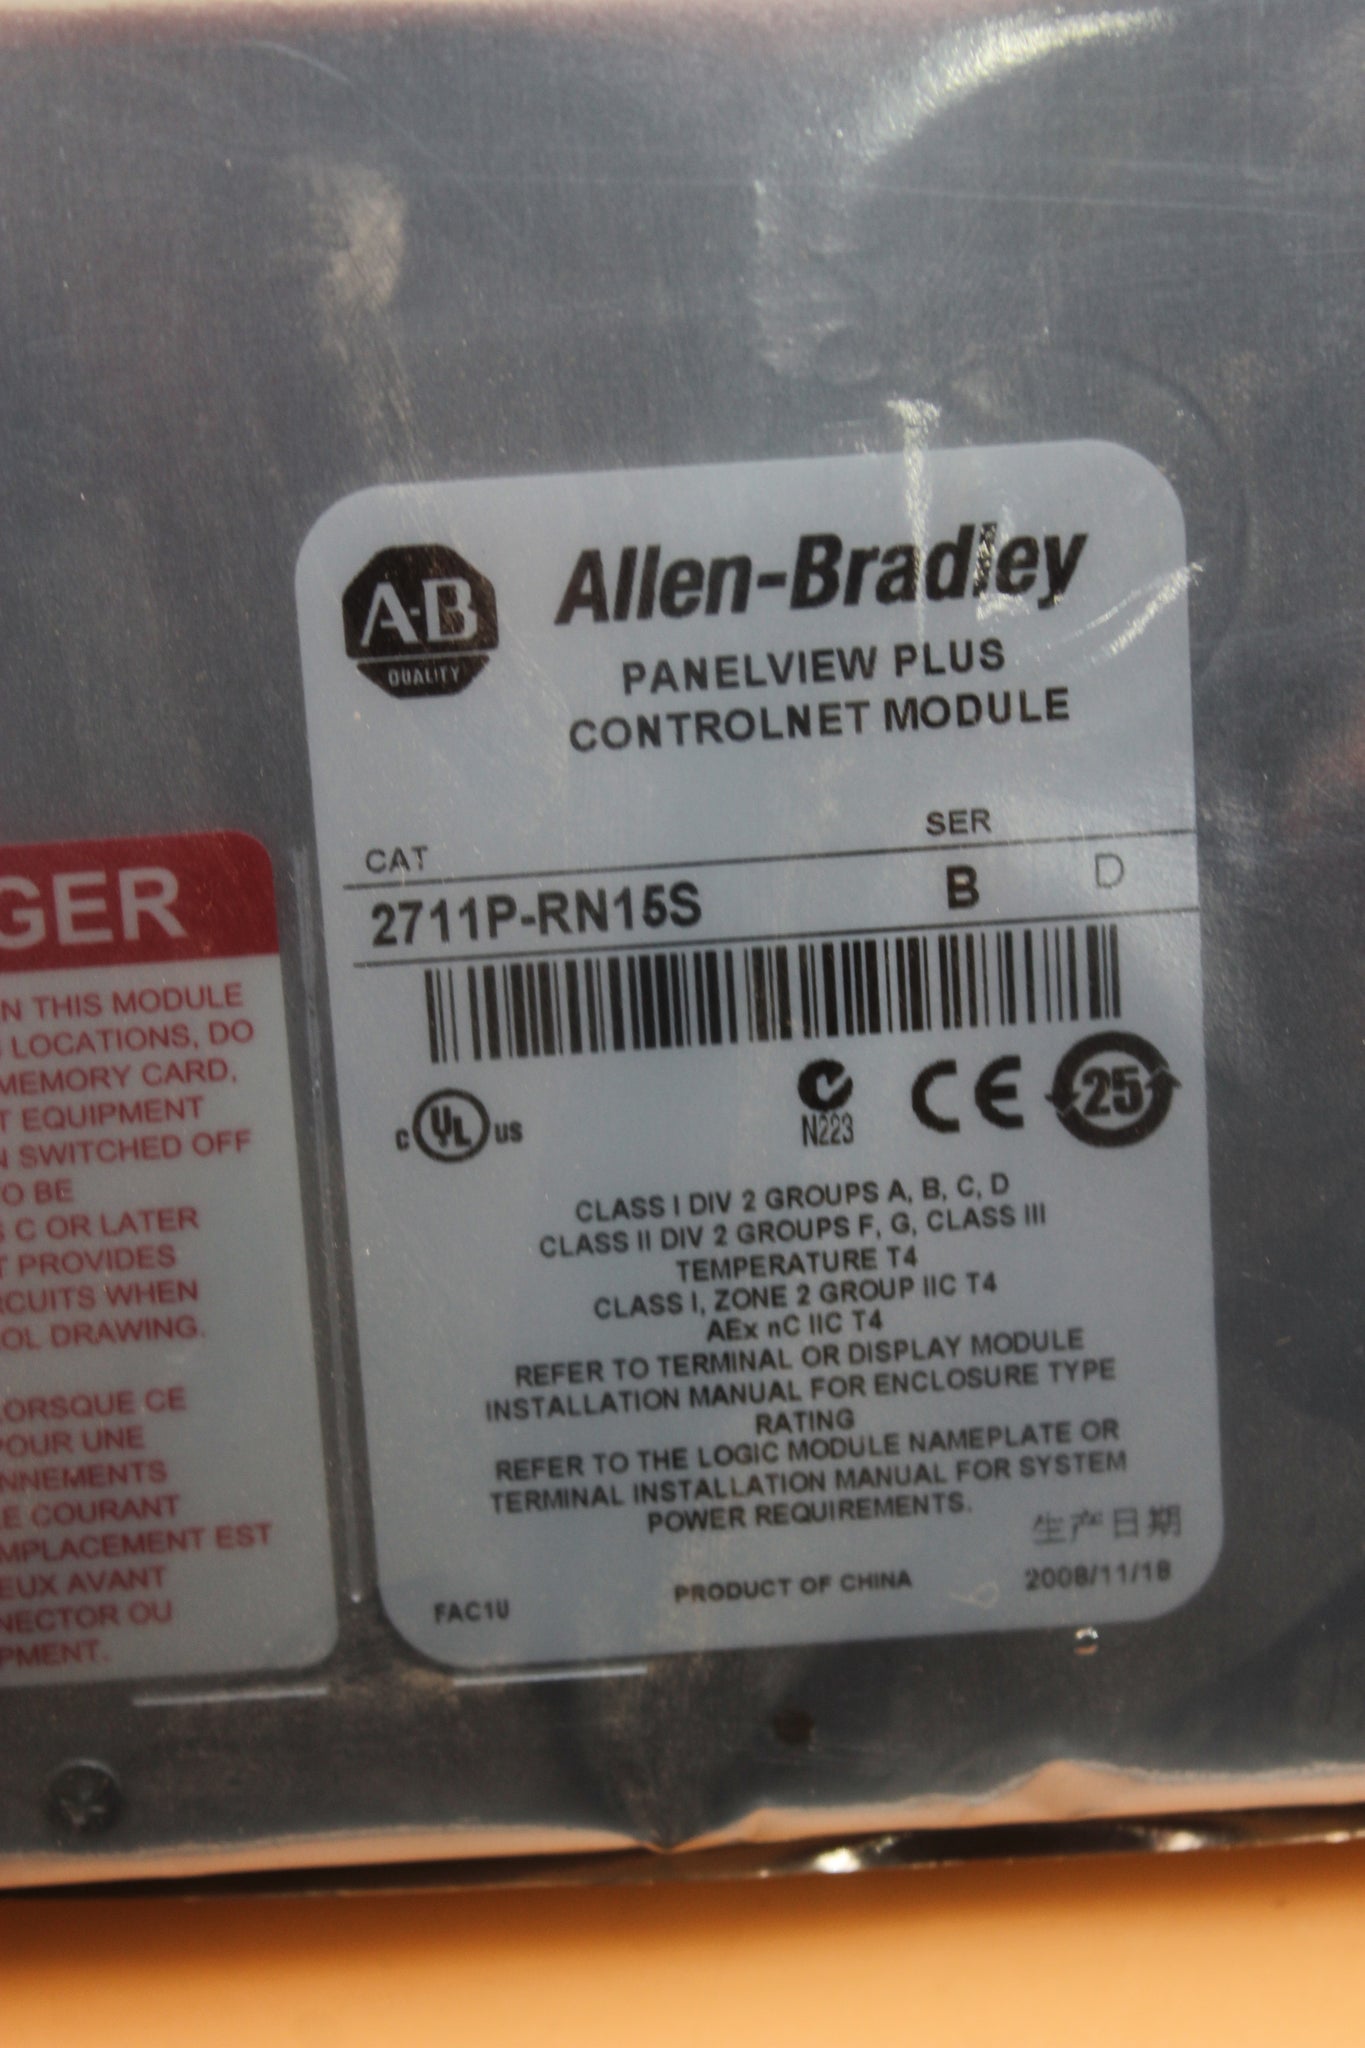 A-B
QUALITY
Allen-Bradley
PANELVIEW PLUS
CONTROLNET MODULE
CAT
SER
2711P-RN15S
B
D
C UL US
N223
CE
25
CLASS I DIV 2 GROUPS A, B, C, D
CLASS II DIV 2 GROUPS F, G, CLASS III
TEMPERATURE T4
CLASS I, ZONE 2 GROUP IIC T4
AEx nC IIC T4
REFER TO TERMINAL OR DISPLAY MODULE
INSTALLATION MANUAL FOR ENCLOSURE TYPE
RATING
REFER TO THE LOGIC MODULE NAMEPLATE OR
TERMINAL INSTALLATION MANUAL FOR SYSTEM
POWER REQUIREMENTS.
生产日期
FAC1U
PRODUCT OF CHINA
2008/11/18
GER
N THIS MODULE
LOCATIONS, DO
MEMORY CARD,
T EQUIPMENT
N SWITCHED OFF
O BE
S C OR LATER
T PROVIDES
RCUITS WHEN
OL DRAWING.
LORSQUE CE
POUR UNE
NNEMENTS
LE COURANT
MPLACEMENT EST
EUX AVANT
NECTOR OU
PMENT.